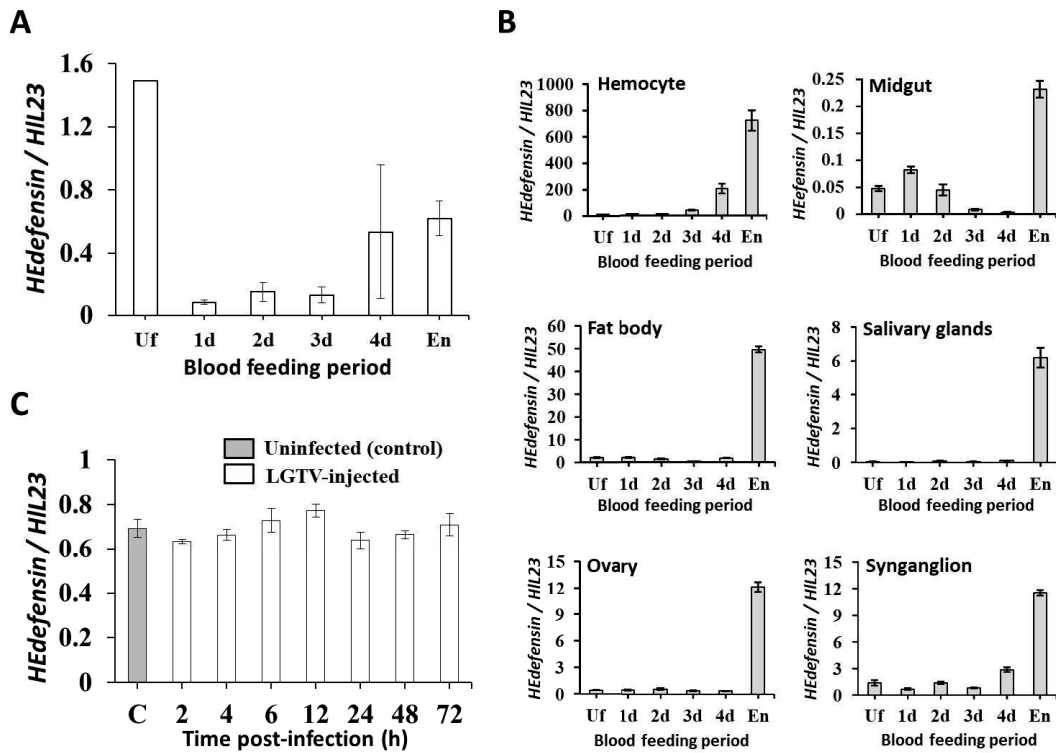 A
HEdefensin / HlL23
1.6
1.2
0.8
0.4
0
Uf 1d 2d 3d 4d En
Blood feeding period
B
Hemocyte
HEdefensin / HlL23
1000
800
600
400
200
0
Uf 1d 2d 3d 4d En
Blood feeding period
Midgut
HEefensin / HlL23
0.25
0.2
0.15
0.1
0.05
0
Uf 1d 2d 3d 4d En
Blood feeding period
Fat body
HEdefensin / HlL23
60
50
40
30
20
10
0
Uf 1d 2d 3d 4d En
Blood feeding period
Salivary glands
HEdefensin / HlL23
8
6
4
2
0
Uf 1d 2d 3d 4d En
Blood feeding period
Ovary
HEdefensin / HlL23
15
12
9
6
3
0
Uf 1d 2d 3d 4d En
Blood feeding period
Synganglion
HEdefensin / HlL23
15
12
9
6
3
0
Uf 1d 2d 3d 4d En
Blood feeding period
C
Uninfected (control)
LGTV-injected
HEdefensin / HlL23
1
0.8
0.6
0.4
0.2
0
C 2 4 6 12 24 48 72
Time post-infection (h)